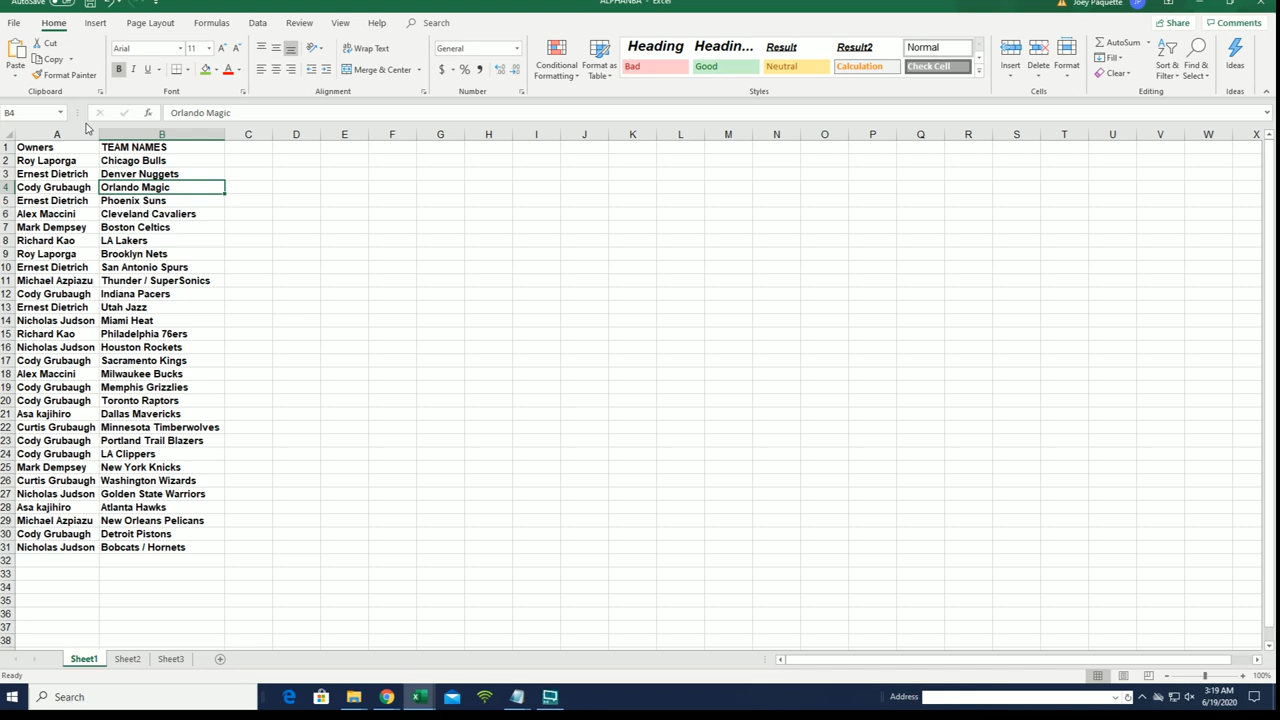 AutoSave Off ALPHANBA - Excel Joey Paquette JP
File Home Insert Page Layout Formulas Data Review View Help Search Share Comments
Paste Cut Copy Format Painter
Arial 11 Wrap Text Merge & Center General
Conditional Formatting Format as Table
Heading Headin... Result Result2 Normal
Bad Good Neutral Calculation Check Cell
Insert Delete Format AutoSum Fill Clear Sort & Filter Find & Select Ideas
Clipboard Font Alignment Number Styles Cells Editing Ideas
B4 Orlando Magic
A B C D E F G H I J K L M N O P Q R S T U V W X
1 Owners TEAM NAMES
2 Roy Laporga Chicago Bulls
3 Ernest Dietrich Denver Nuggets
4 Cody Grubaugh Orlando Magic
5 Ernest Dietrich Phoenix Suns
6 Alex Maccini Cleveland Cavaliers
7 Mark Dempsey Boston Celtics
8 Richard Kao LA Lakers
9 Roy Laporga Brooklyn Nets
10 Ernest Dietrich San Antonio Spurs
11 Michael Azpiazu Thunder / SuperSonics
12 Cody Grubaugh Indiana Pacers
13 Ernest Dietrich Utah Jazz
14 Nicholas Judson Miami Heat
15 Richard Kao Philadelphia 76ers
16 Nicholas Judson Houston Rockets
17 Cody Grubaugh Sacramento Kings
18 Alex Maccini Milwaukee Bucks
19 Cody Grubaugh Memphis Grizzlies
20 Cody Grubaugh Toronto Raptors
21 Asa kajihiro Dallas Mavericks
22 Curtis Grubaugh Minnesota Timberwolves
23 Cody Grubaugh Portland Trail Blazers
24 Cody Grubaugh LA Clippers
25 Mark Dempsey New York Knicks
26 Curtis Grubaugh Washington Wizards
27 Nicholas Judson Golden State Warriors
28 Asa kajihiro Atlanta Hawks
29 Michael Azpiazu New Orleans Pelicans
30 Cody Grubaugh Detroit Pistons
31 Nicholas Judson Bobcats / Hornets
32
33
34
35
36
37
38
Sheet1 Sheet2 Sheet3
Ready 100%
Search Address 3:19 AM
6/19/2020